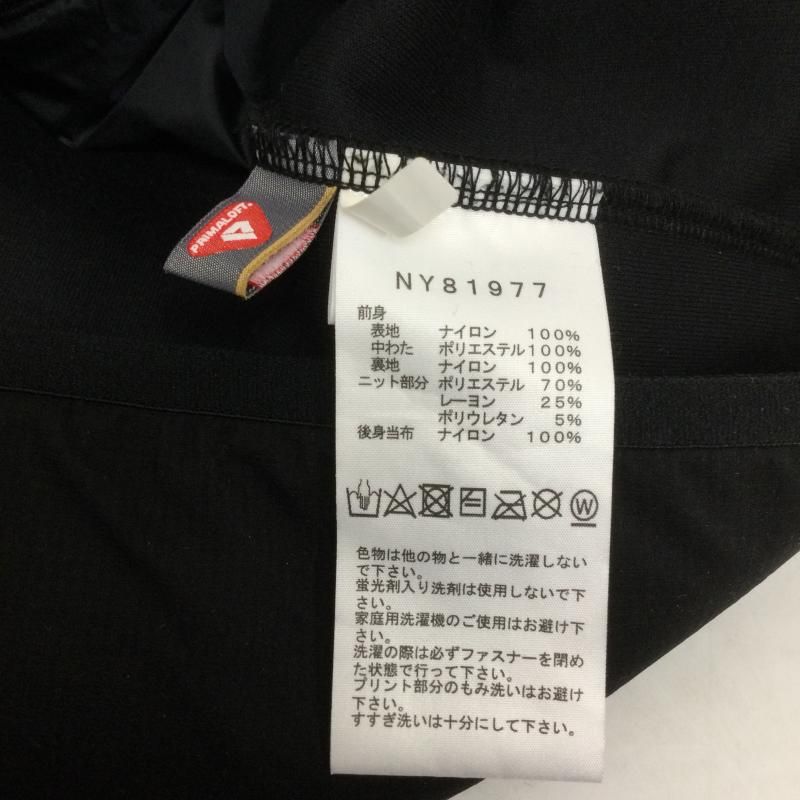 PRIMALOFT
NY81977
前身
表地 ナイロン 100%
中わた ポリエステル 100%
裏地 ナイロン 100%
ニット部分 ポリエステル 70%
レーヨン 25%
ポリウレタン 5%
後身当布 ナイロン 100%
W
色物は他の物と一緒に洗濯しない
で下さい。
蛍光剤入り洗剤は使用しないで下
さい。
家庭用洗濯機のご使用はお避け下
さい。
洗濯の際は必ずファスナーを閉め
た状態で行って下さい。
プリント部分のもみ洗いはお避け
下さい。
すすぎ洗いは十分にして下さい。